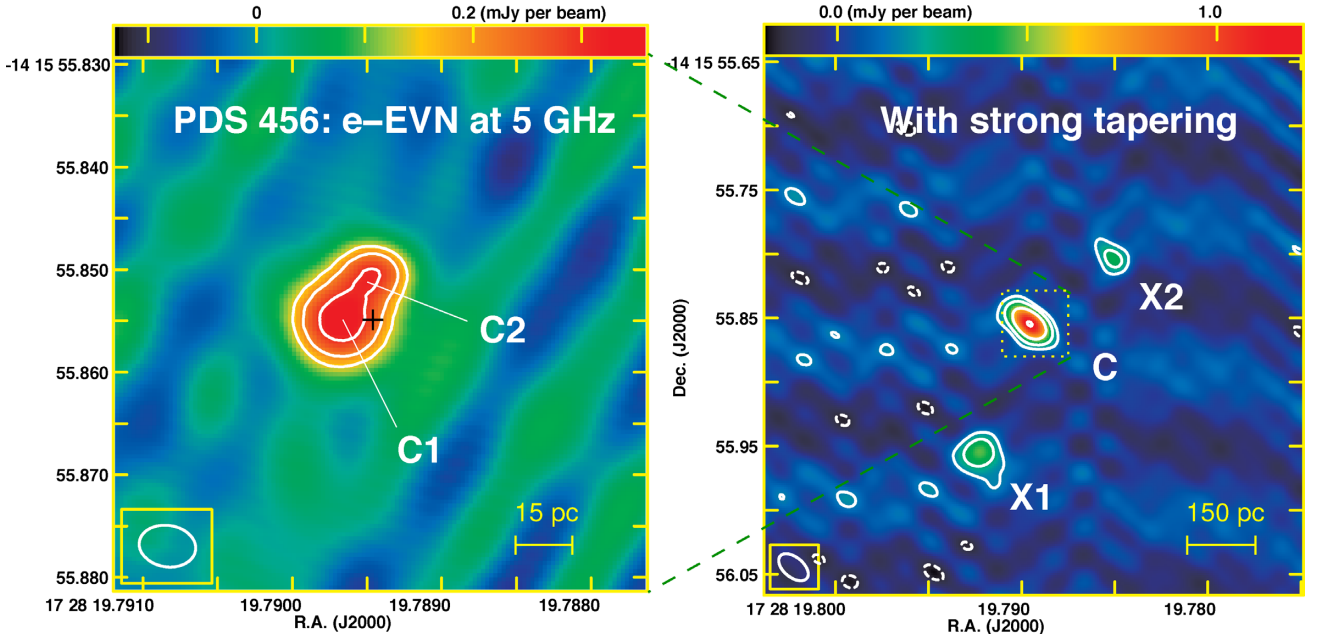 0 0.2 (mJy per beam)
-14 15 55.830
PDS 456: e–EVN at 5 GHz
55.840
55.850
C2
55.860
C1
55.870
15 pc
55.880
17 28 19.7910 19.7900 19.7890 19.7880
R.A. (J2000)
0.0 (mJy per beam) 1.0
-14 15 55.65
With strong tapering
55.75
X2
55.85
C
Dec. (J2000)
55.95
X1
150 pc
56.05
17 28 19.800 19.790 19.780
R.A. (J2000)